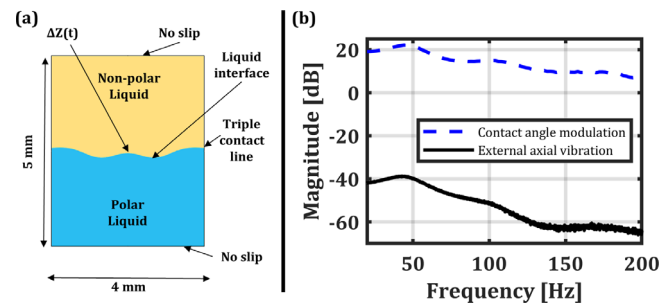 (a)
ΔZ(t)
No slip
Non-polar
Liquid
Liquid
interface
Triple
contact
line
5 mm
Polar
Liquid
No slip
4 mm
(b)
Magnitude [dB]
20
0
-20
-40
-60
Contact angle modulation
External axial vibration
50
100
150
200
Frequency [Hz]